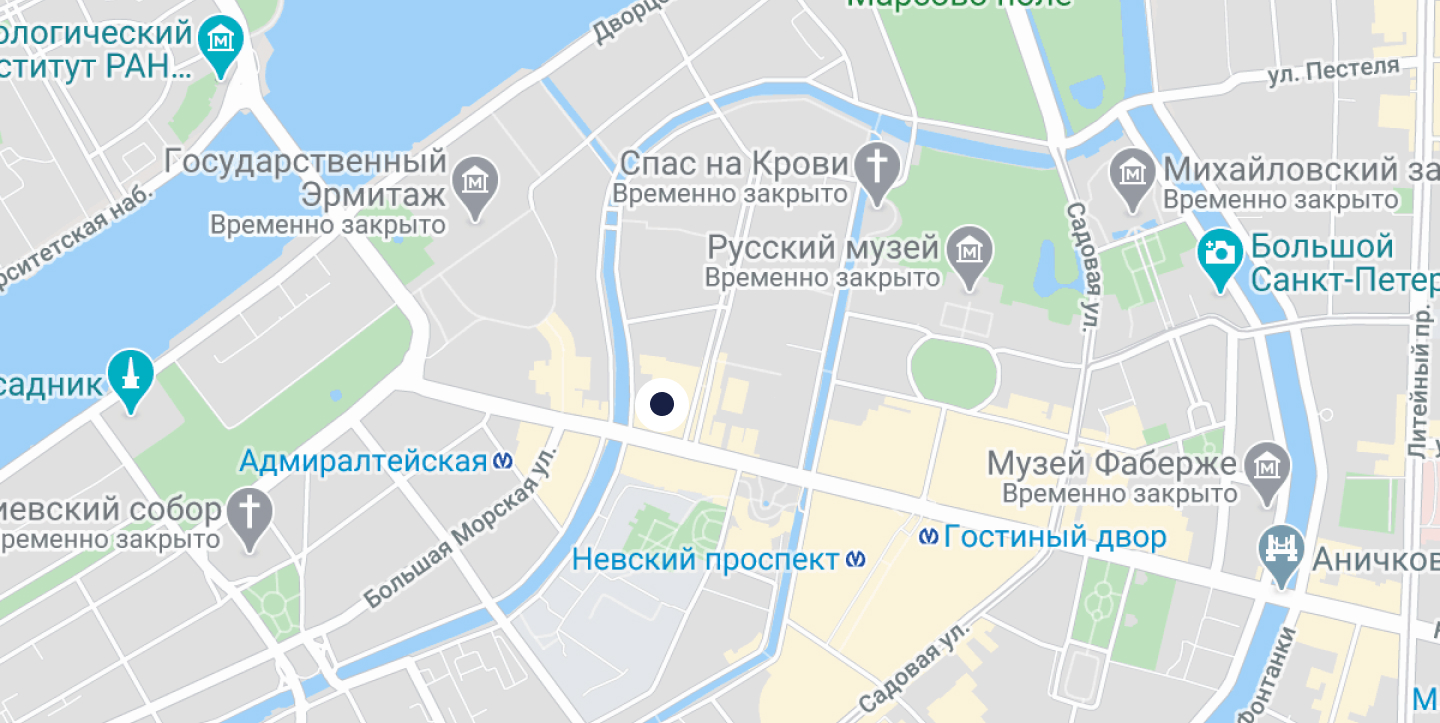 Марсово поле
Дворцо
ологический
ститут РАН...
ул. Пестеля
Государственный
Эрмитаж
Временно закрыто
Спас на Крови
Временно закрыто
Михайловский за
Временно закрыто
рситетская наб.
Русский музей
Временно закрыто
Садовая ул.
Большой
Санкт-Петер
Литейный пр.
садник
Адмиралтейская
Большая Морская ул.
Музей Фаберже
Временно закрыто
иевский собор
ременно закрыто
Невский проспект
Гостиный двор
Аничков
Садовая ул.
Фонтанки
М